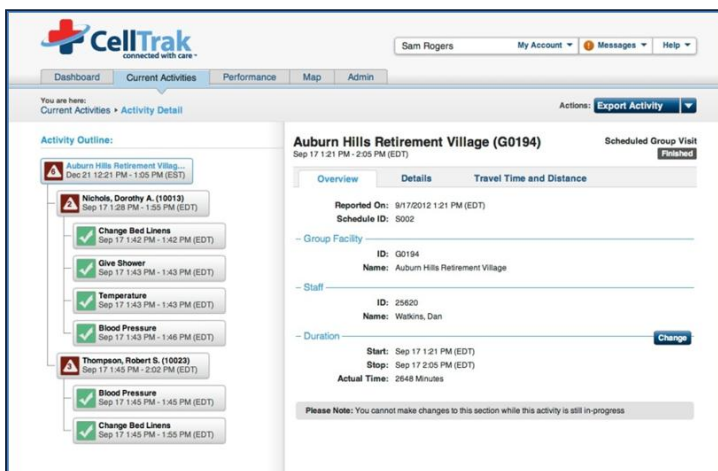 CellTrak
connected with care
Sam Rogers
My Account
Messages
Help
Dashboard
Current Activities
Performance
Map
Admin
You are here:
Current Activities ▸ Activity Detail
Actions:
Export Activity
Activity Outline:
6
Auburn Hills Retirement Villag...
Dec 21 12:21 PM - 1:05 PM (EST)
2
Nichols, Dorothy A. (10013)
Sep 17 1:28 PM - 1:55 PM (EDT)
Change Bed Linens
Sep 17 1:42 PM - 1:42 PM (EDT)
Give Shower
Sep 17 1:43 PM - 1:43 PM (EDT)
Temperature
Sep 17 1:43 PM - 1:43 PM (EDT)
Blood Pressure
Sep 17 1:43 PM - 1:46 PM (EDT)
3
Thompson, Robert S. (10023)
Sep 17 1:45 PM - 2:02 PM (EDT)
Blood Pressure
Sep 17 1:45 PM - 1:45 PM (EDT)
Change Bed Linens
Sep 17 1:45 PM - 1:55 PM (EDT)
Auburn Hills Retirement Village (G0194)
Sep 17 1:21 PM - 2:05 PM (EDT)
Scheduled Group Visit
Finished
Overview
Details
Travel Time and Distance
Reported On: 9/17/2012 1:21 PM (EDT)
Schedule ID: S002
– Group Facility
ID: G0194
Name: Auburn Hills Retirement Village
– Staff
ID: 25620
Name: Watkins, Dan
– Duration
Change
Start: Sep 17 1:21 PM (EDT)
Stop: Sep 17 2:05 PM (EDT)
Actual Time: 2648 Minutes
Please Note: You cannot make changes to this section while this activity is still in-progress